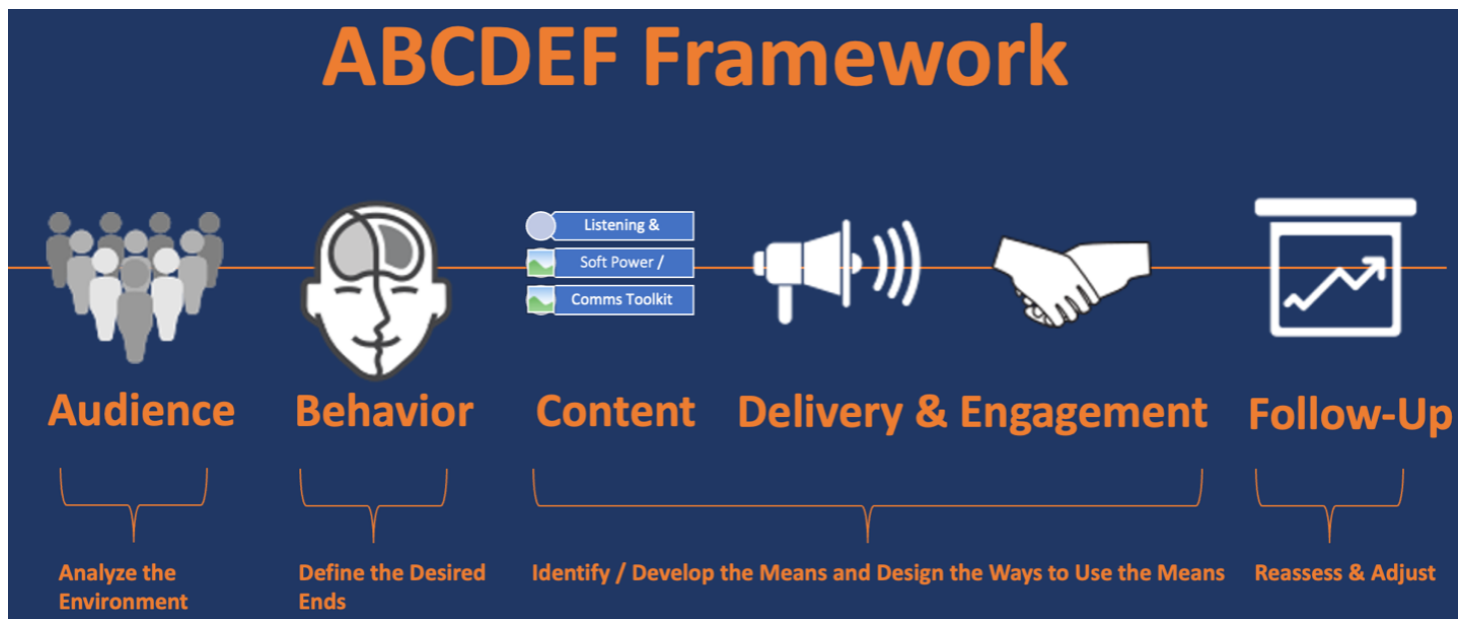 ABCDEF Framework
Listening &
Soft Power /
Comms Toolkit
Audience
Behavior
Content
Delivery & Engagement
Follow-Up
Analyze the
Environment
Define the Desired
Ends
Identify / Develop the Means and Design the Ways to Use the Means
Reassess & Adjust